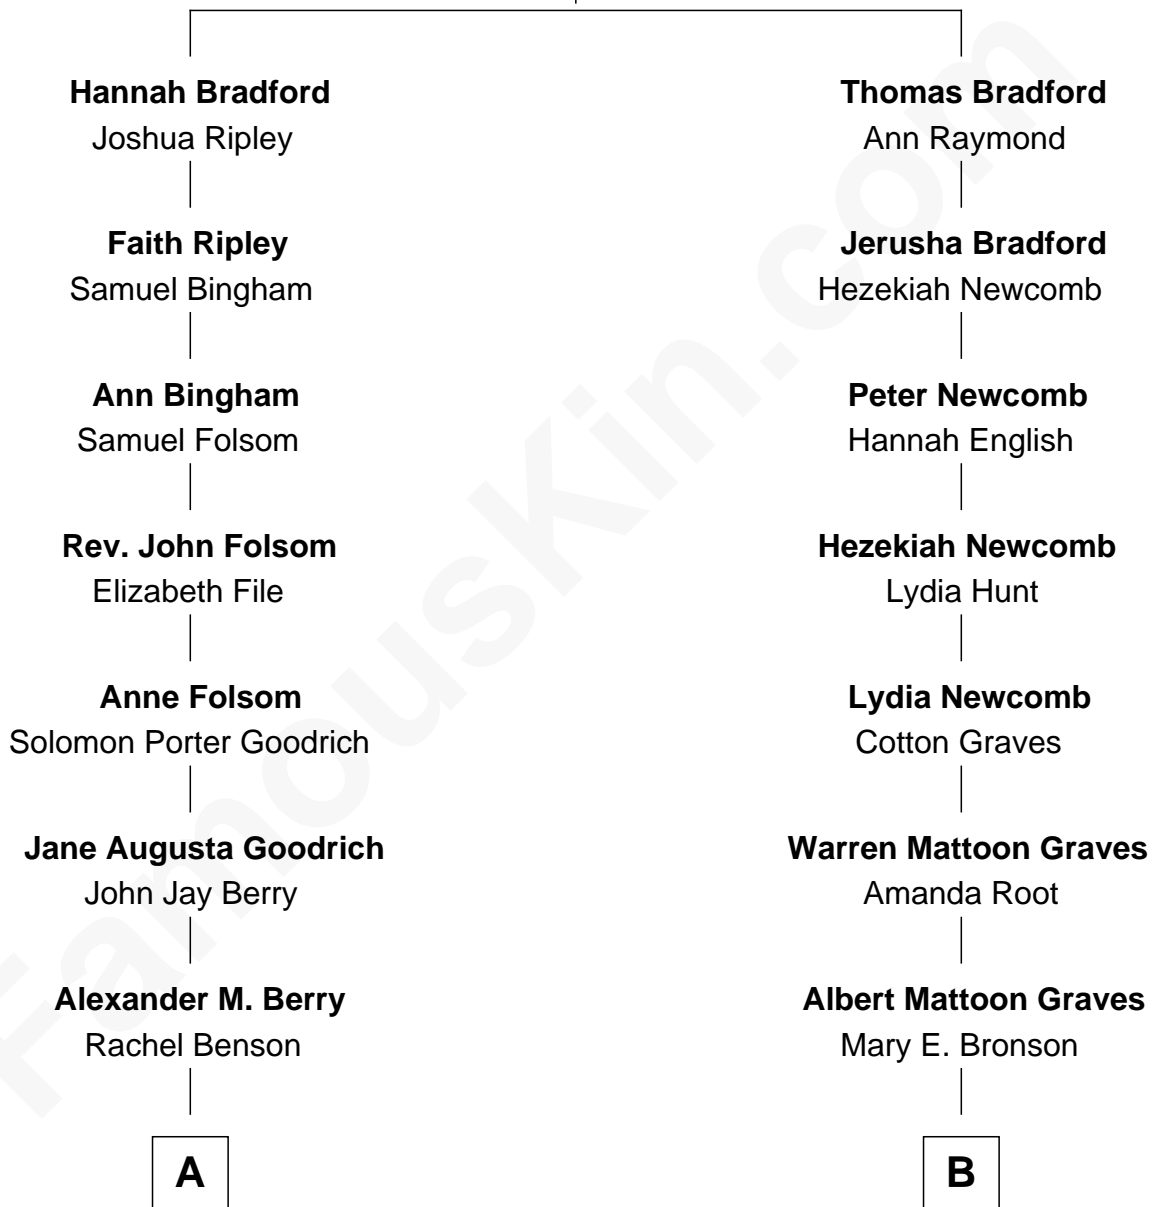 Hannah Bradford
Joshua Ripley
Faith Ripley
Samuel Bingham
Ann Bingham
Samuel Folsom
Rev. John Folsom
Elizabeth File
Anne Folsom
Solomon Porter Goodrich
Jane Augusta Goodrich
John Jay Berry
Alexander M. Berry
Rachel Benson
A
Thomas Bradford
Ann Raymond
Jerusha Bradford
Hezekiah Newcomb
Peter Newcomb
Hannah English
Hezekiah Newcomb
Lydia Hunt
Lydia Newcomb
Cotton Graves
Warren Mattoon Graves
Amanda Root
Albert Mattoon Graves
Mary E. Bronson
B
FamousKin.com